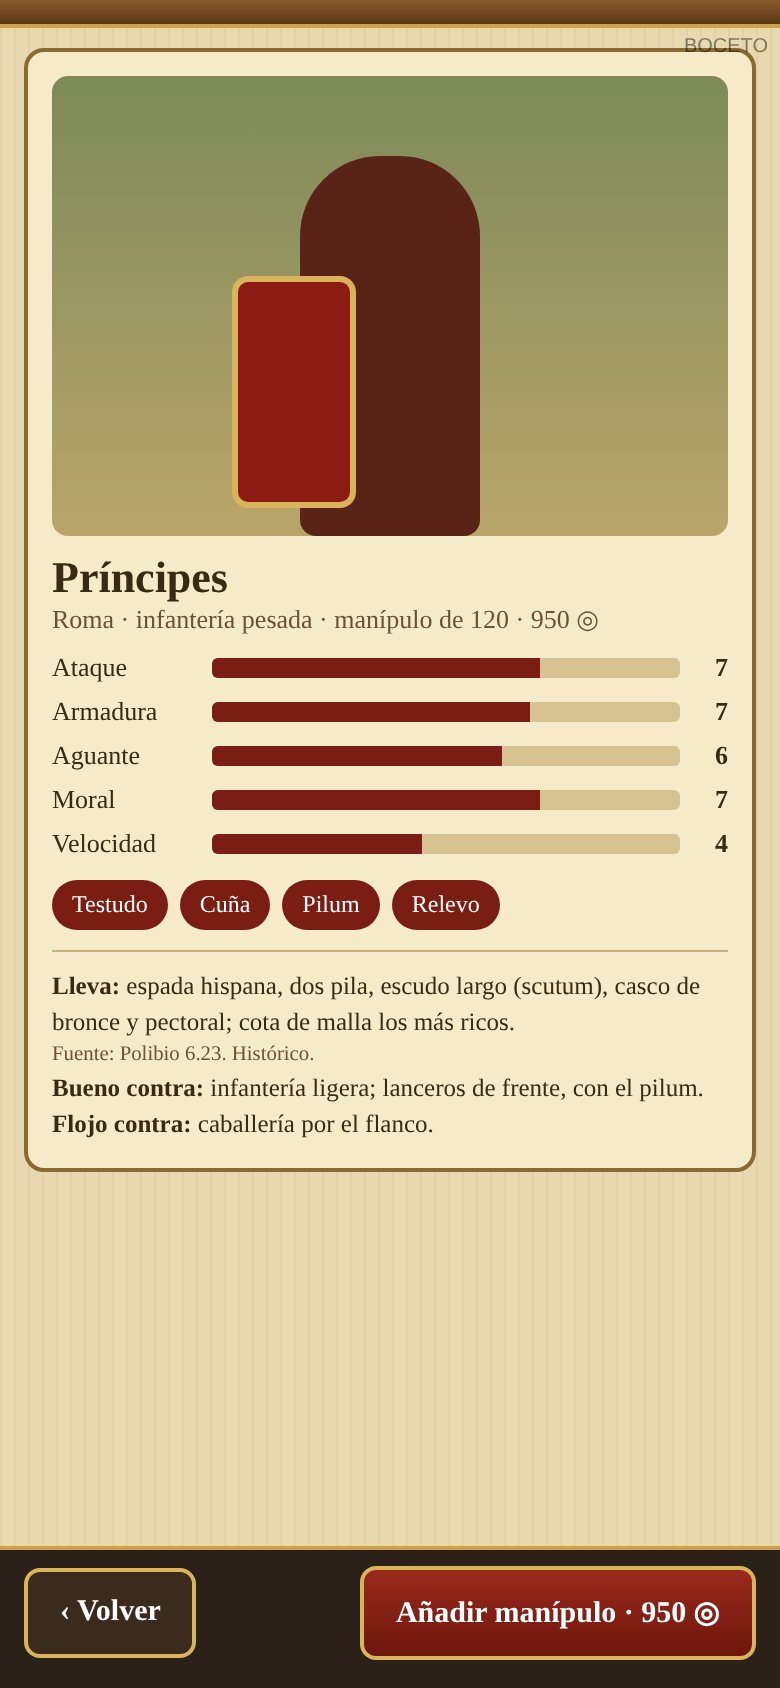 BOCETO
Príncipes
Roma · infantería pesada · manípulo de 120 · 950 ◎
Ataque 7
Armadura 7
Aguante 6
Moral 7
Velocidad 4
Testudo Cuña Pilum Relevo
Lleva: espada hispana, dos pila, escudo largo (scutum), casco de
bronce y pectoral; cota de malla los más ricos.
Fuente: Polibio 6.23. Histórico.
Bueno contra: infantería ligera; lanceros de frente, con el pilum.
Flojo contra: caballería por el flanco.
‹ Volver Añadir manípulo · 950 ◎